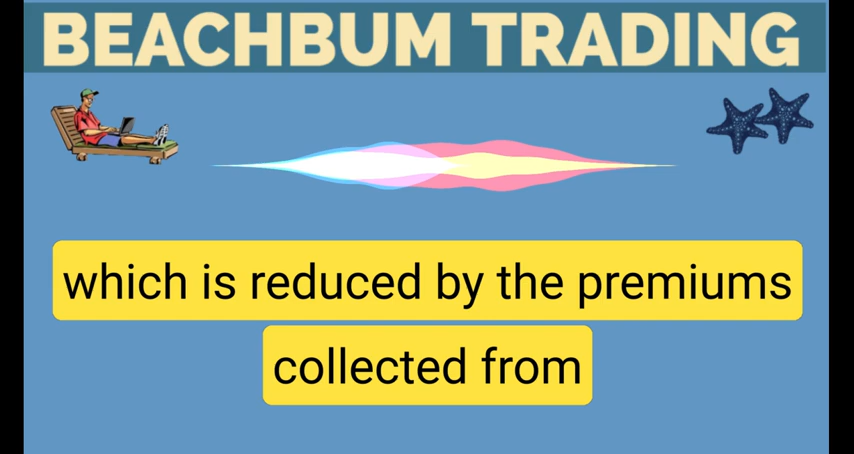 BEACHBUM TRADING
which is reduced by the premiums
collected from